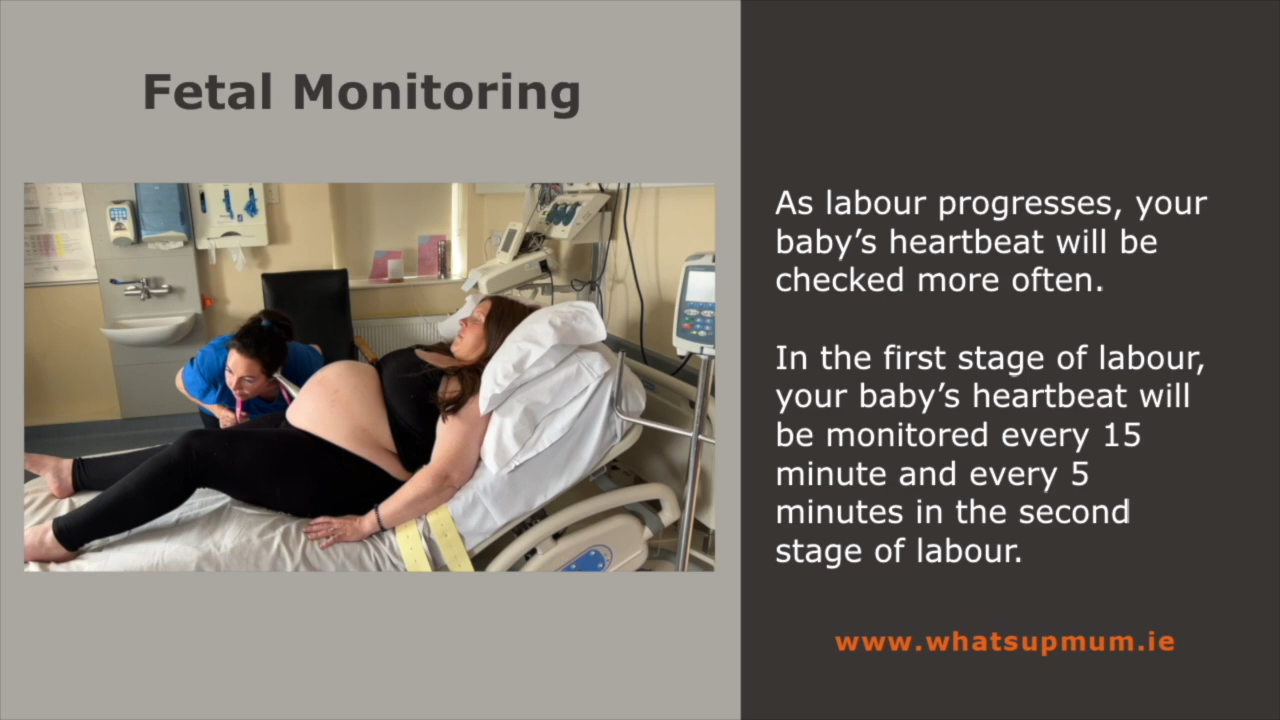 Fetal Monitoring
As labour progresses, your
baby’s heartbeat will be
checked more often.
In the first stage of labour,
your baby’s heartbeat will
be monitored every 15
minute and every 5
minutes in the second
stage of labour.
www.whatsupmum.ie